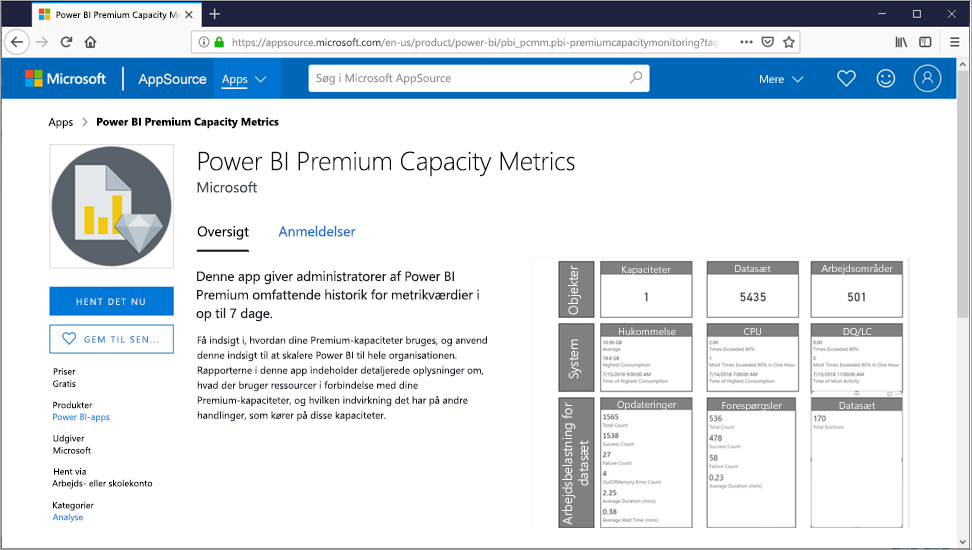 Power BI Premium Capacity M
https://appsource.microsoft.com/en-us/product/power-bi/pbi_pcmm.pbi-premiumcapacitymonitoring?tag
Microsoft
AppSource
Apps
Søg i Microsoft AppSource
Mere
Apps > Power BI Premium Capacity Metrics
Power BI Premium Capacity Metrics
Microsoft
Oversigt
Anmeldelser
HENT DET NU
GEM TIL SEN...
Priser
Gratis
Produkter
Power BI-apps
Udgiver
Microsoft
Hent via
Arbejds- eller skolekonto
Kategorier
Analyse
Denne app giver administratorer af Power BI
Premium omfattende historik for metrikværdier i
op til 7 dage.
Få indsigt i, hvordan dine Premium-kapaciteter bruges, og anvend
denne indsigt til at skalere Power BI til hele organisationen.
Rapporterne i denne app indeholder detaljerede oplysninger om,
hvad der bruger ressourcer i forbindelse med dine
Premium-kapaciteter, og hvilken indvirkning det har på andre
handlinger, som kører på disse kapaciteter.
Objekter
Kapaciteter
1
Datasæt
5435
Arbejdsområder
501
System
Hukommelse
10.96 GB
Average
18.8 GB
Highest Consumption
7/15/2018 9:00:00 AM
Time of Highest Consumption
CPU
2.00
Times Exceeded 80%
1
Most Times Exceeded 80% in One Hour
7/14/2018 7:00:00 AM
Time of Highest Consumption
DQ/LC
0
Times Exceeded 80%
0
Most Times Exceeded 80% in One Hour
7/13/2018 11:00:00 AM
Time of Most Activity
Arbejdsbelastning for
datasæt
Opdateringer
1565
Total Count
1538
Success Count
27
Failure Count
4
OutOfMemory Error Count
2.25
Average Duration (mins)
0.38
Average Wait Time (mins)
Forespørgsler
536
Total Count
478
Success Count
58
Failure Count
0.23
Average Duration (mins)
Datasæt
170
Total Evictions